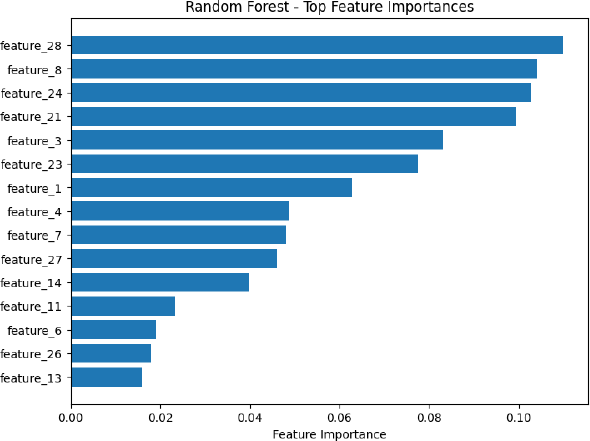 Random Forest - Top Feature Importances
feature_28
feature_8
feature_24
feature_21
feature_3
feature_23
feature_1
feature_4
feature_7
feature_27
feature_14
feature_11
feature_6
feature_26
feature_13
0.00 0.02 0.04 0.06 0.08 0.10
Feature Importance